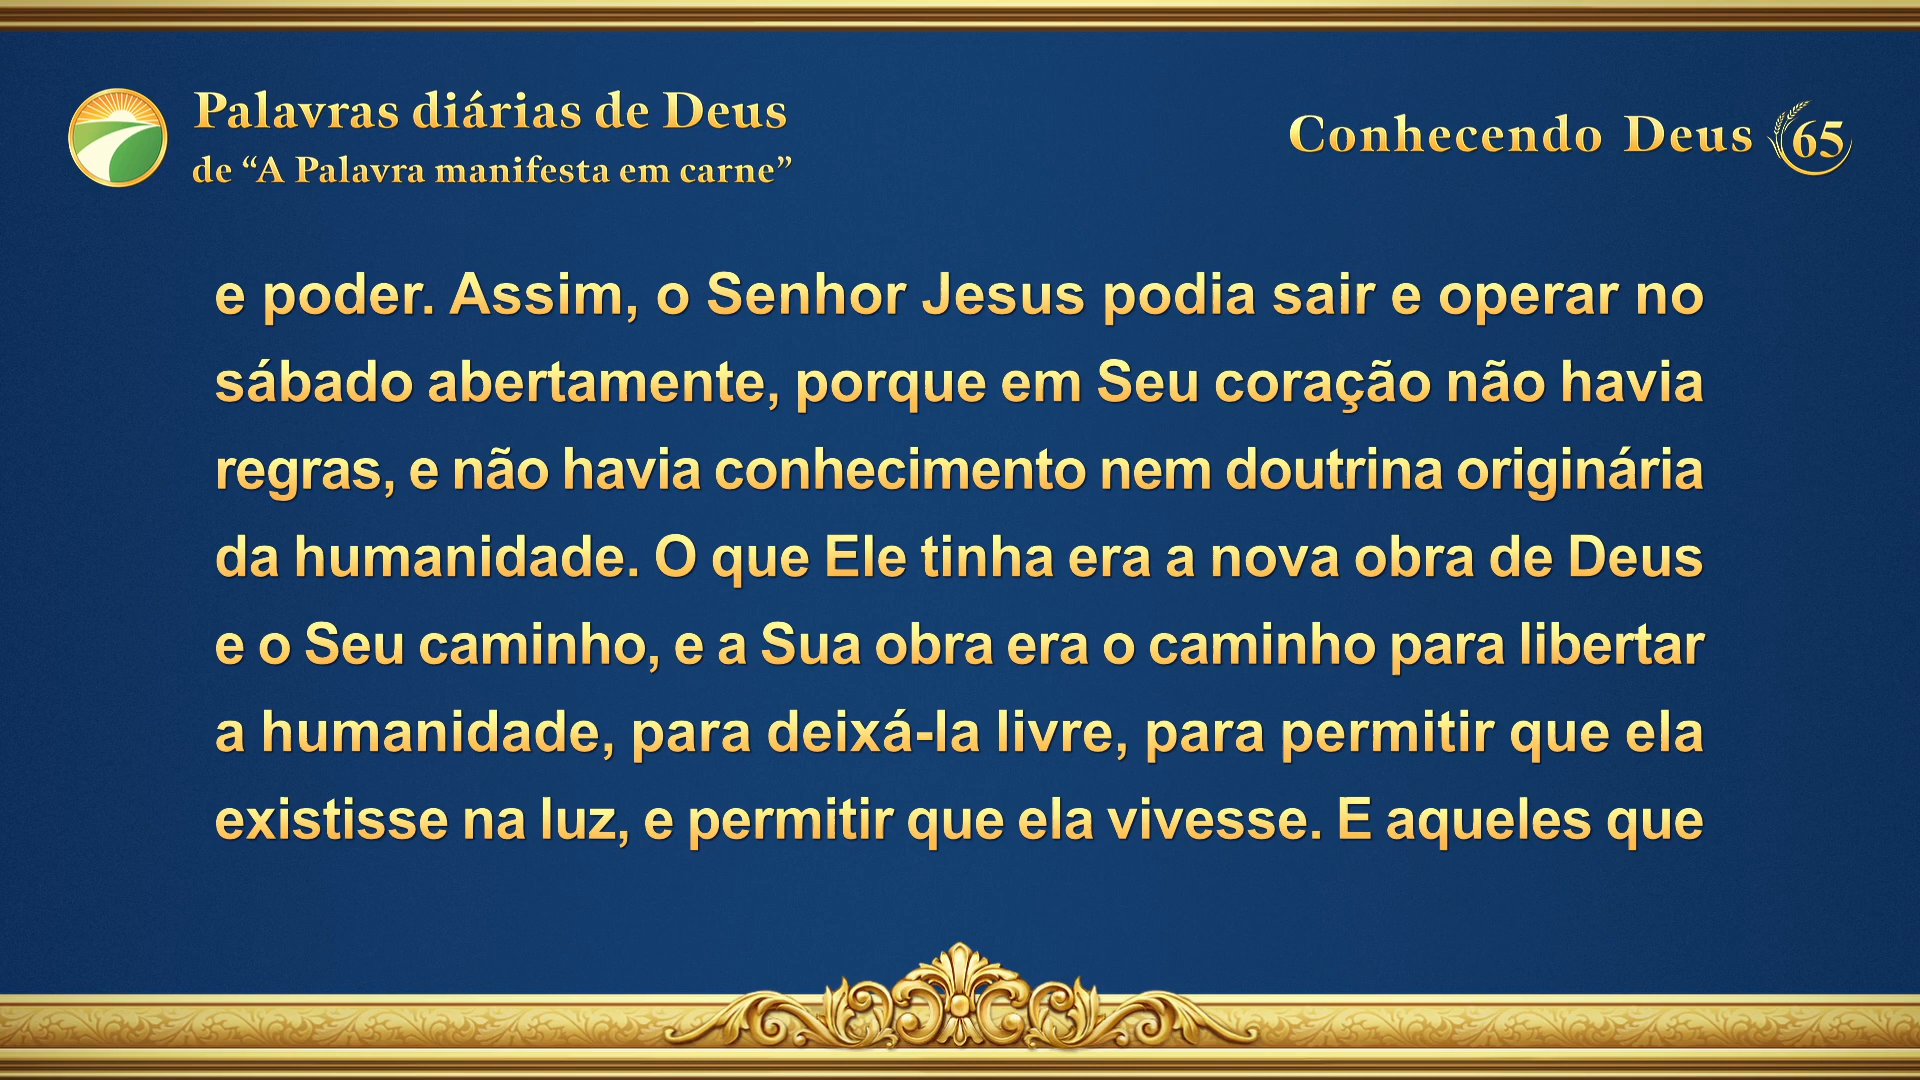 Palavras diárias de Deus
de “A Palavra manifesta em carne”
Conhecendo Deus 65
e poder. Assim, o Senhor Jesus podia sair e operar no
sábado abertamente, porque em Seu coração não havia
regras, e não havia conhecimento nem doutrina originária
da humanidade. O que Ele tinha era a nova obra de Deus
e o Seu caminho, e a Sua obra era o caminho para libertar
a humanidade, para deixá-la livre, para permitir que ela
existisse na luz, e permitir que ela vivesse. E aqueles que